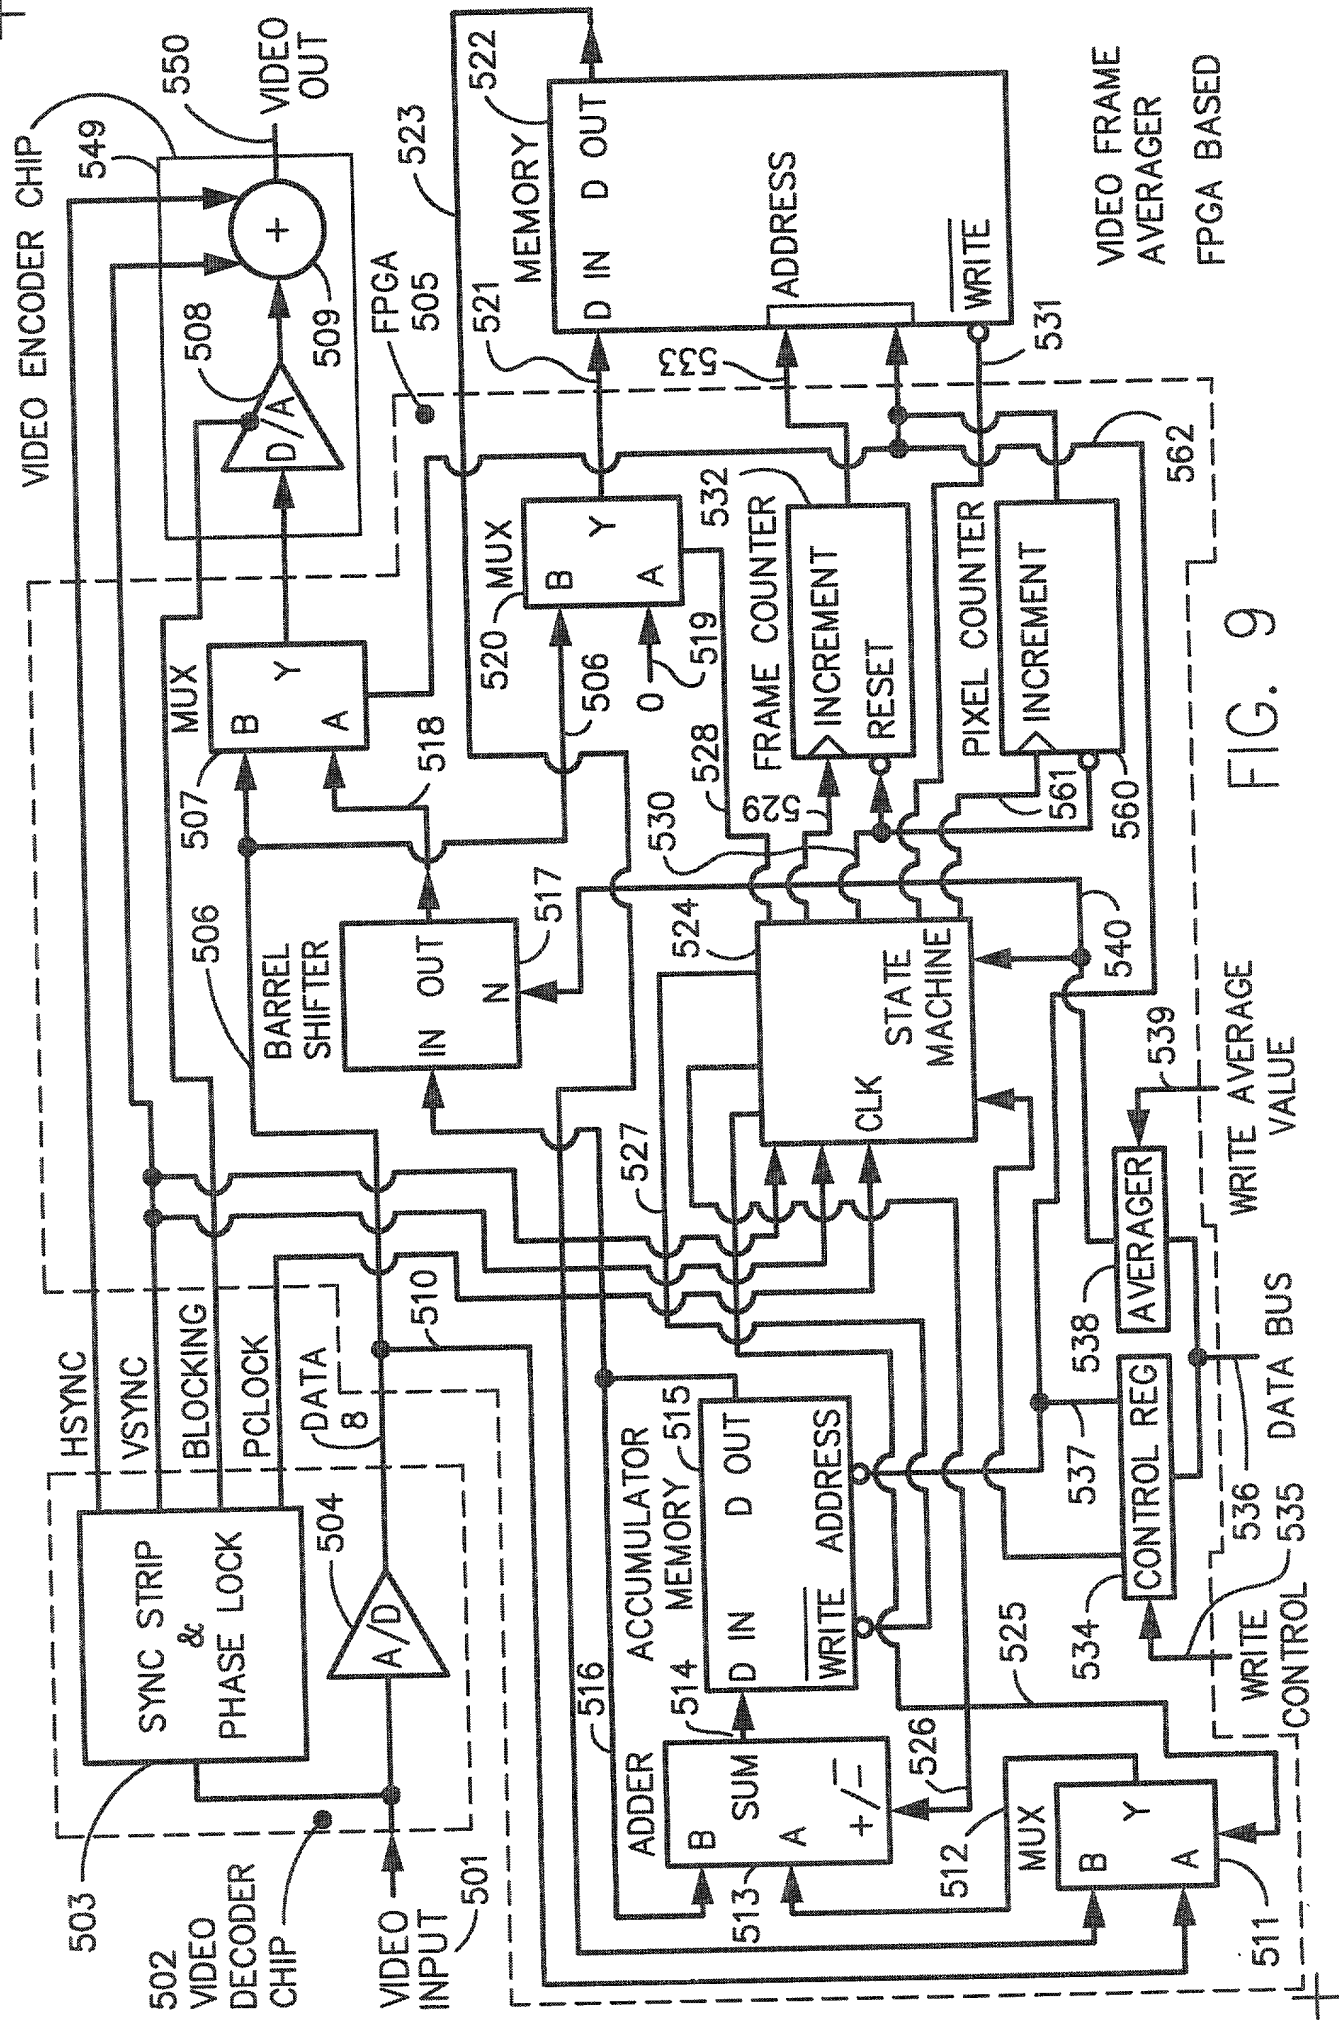 502
VIDEO
DECODER
CHIP
503
SYNC STRIP
&
PHASE LOCK
504
A/D
VIDEO
INPUT
501
HSYNC
VSYNC
BLOCKING
PCLOCK
DATA
8
510
506
BARREL
SHIFTER
IN OUT
N
517
518
507
MUX
B
Y
A
VIDEO ENCODER CHIP
549
508
D/A
+
509
550
VIDEO
OUT
FPGA
505
523
521
MEMORY
522
D IN D OUT
ADDRESS
WRITE
533
531
520
MUX
B
Y
A
506
0
519
528
532
FRAME COUNTER
INCREMENT
RESET
529
530
PIXEL COUNTER
INCREMENT
561
560
562
524
STATE
MACHINE
CLK
527
540
516
ADDER
B
SUM
A
+/−
513
514
ACCUMULATOR
MEMORY
515
D IN D OUT
WRITE ADDRESS
526
525
512
MUX
B
Y
A
511
534
CONTROL REG
537
538
AVERAGER
539
WRITE AVERAGE
VALUE
DATA BUS
536
535
WRITE
CONTROL
VIDEO FRAME
AVERAGER
FPGA BASED
FIG. 9